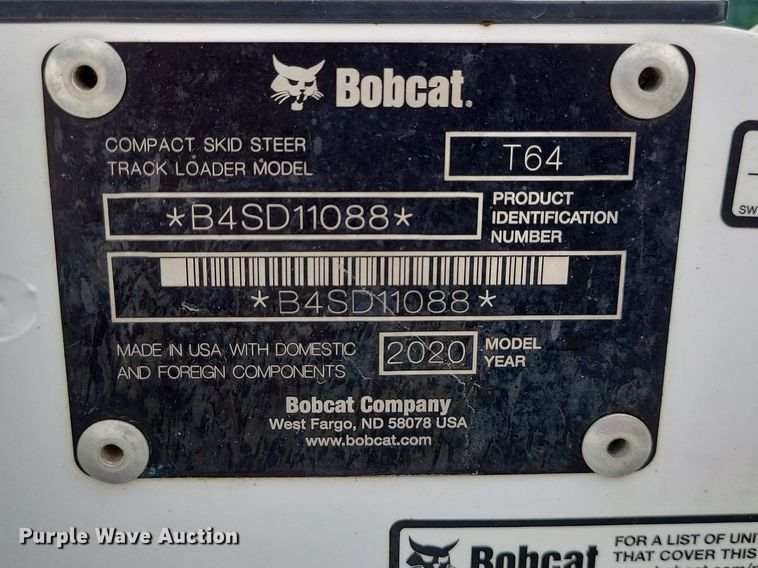 Bobcat®
COMPACT SKID STEER
TRACK LOADER MODEL
T64
*B4SD11088*
PRODUCT
IDENTIFICATION
NUMBER
*B4SD11088*
MADE IN USA WITH DOMESTIC
AND FOREIGN COMPONENTS
2020
MODEL
YEAR
Bobcat Company
West Fargo, ND 58078 USA
www.bobcat.com
SW
Purple Wave Auction
Bobcat
FOR A LIST OF
THAT COVER THIS